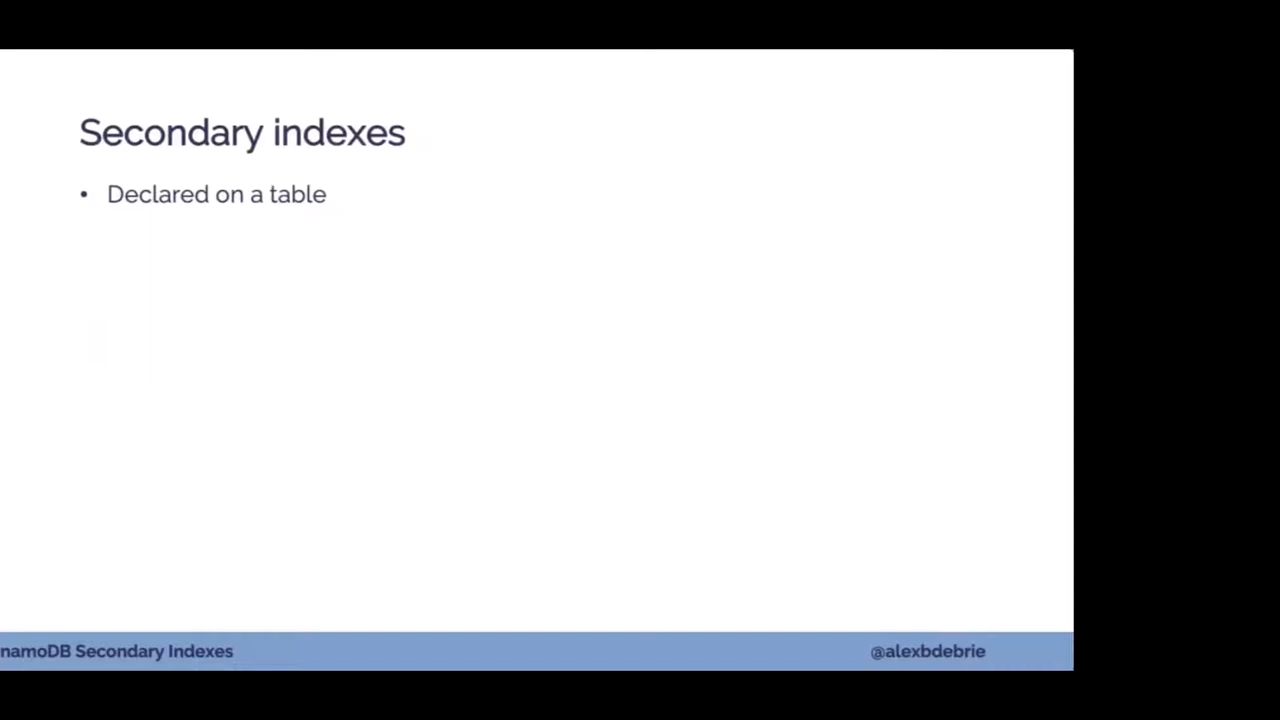 Secondary indexes
• Declared on a table
namoDB Secondary Indexes
@alexbdebrie